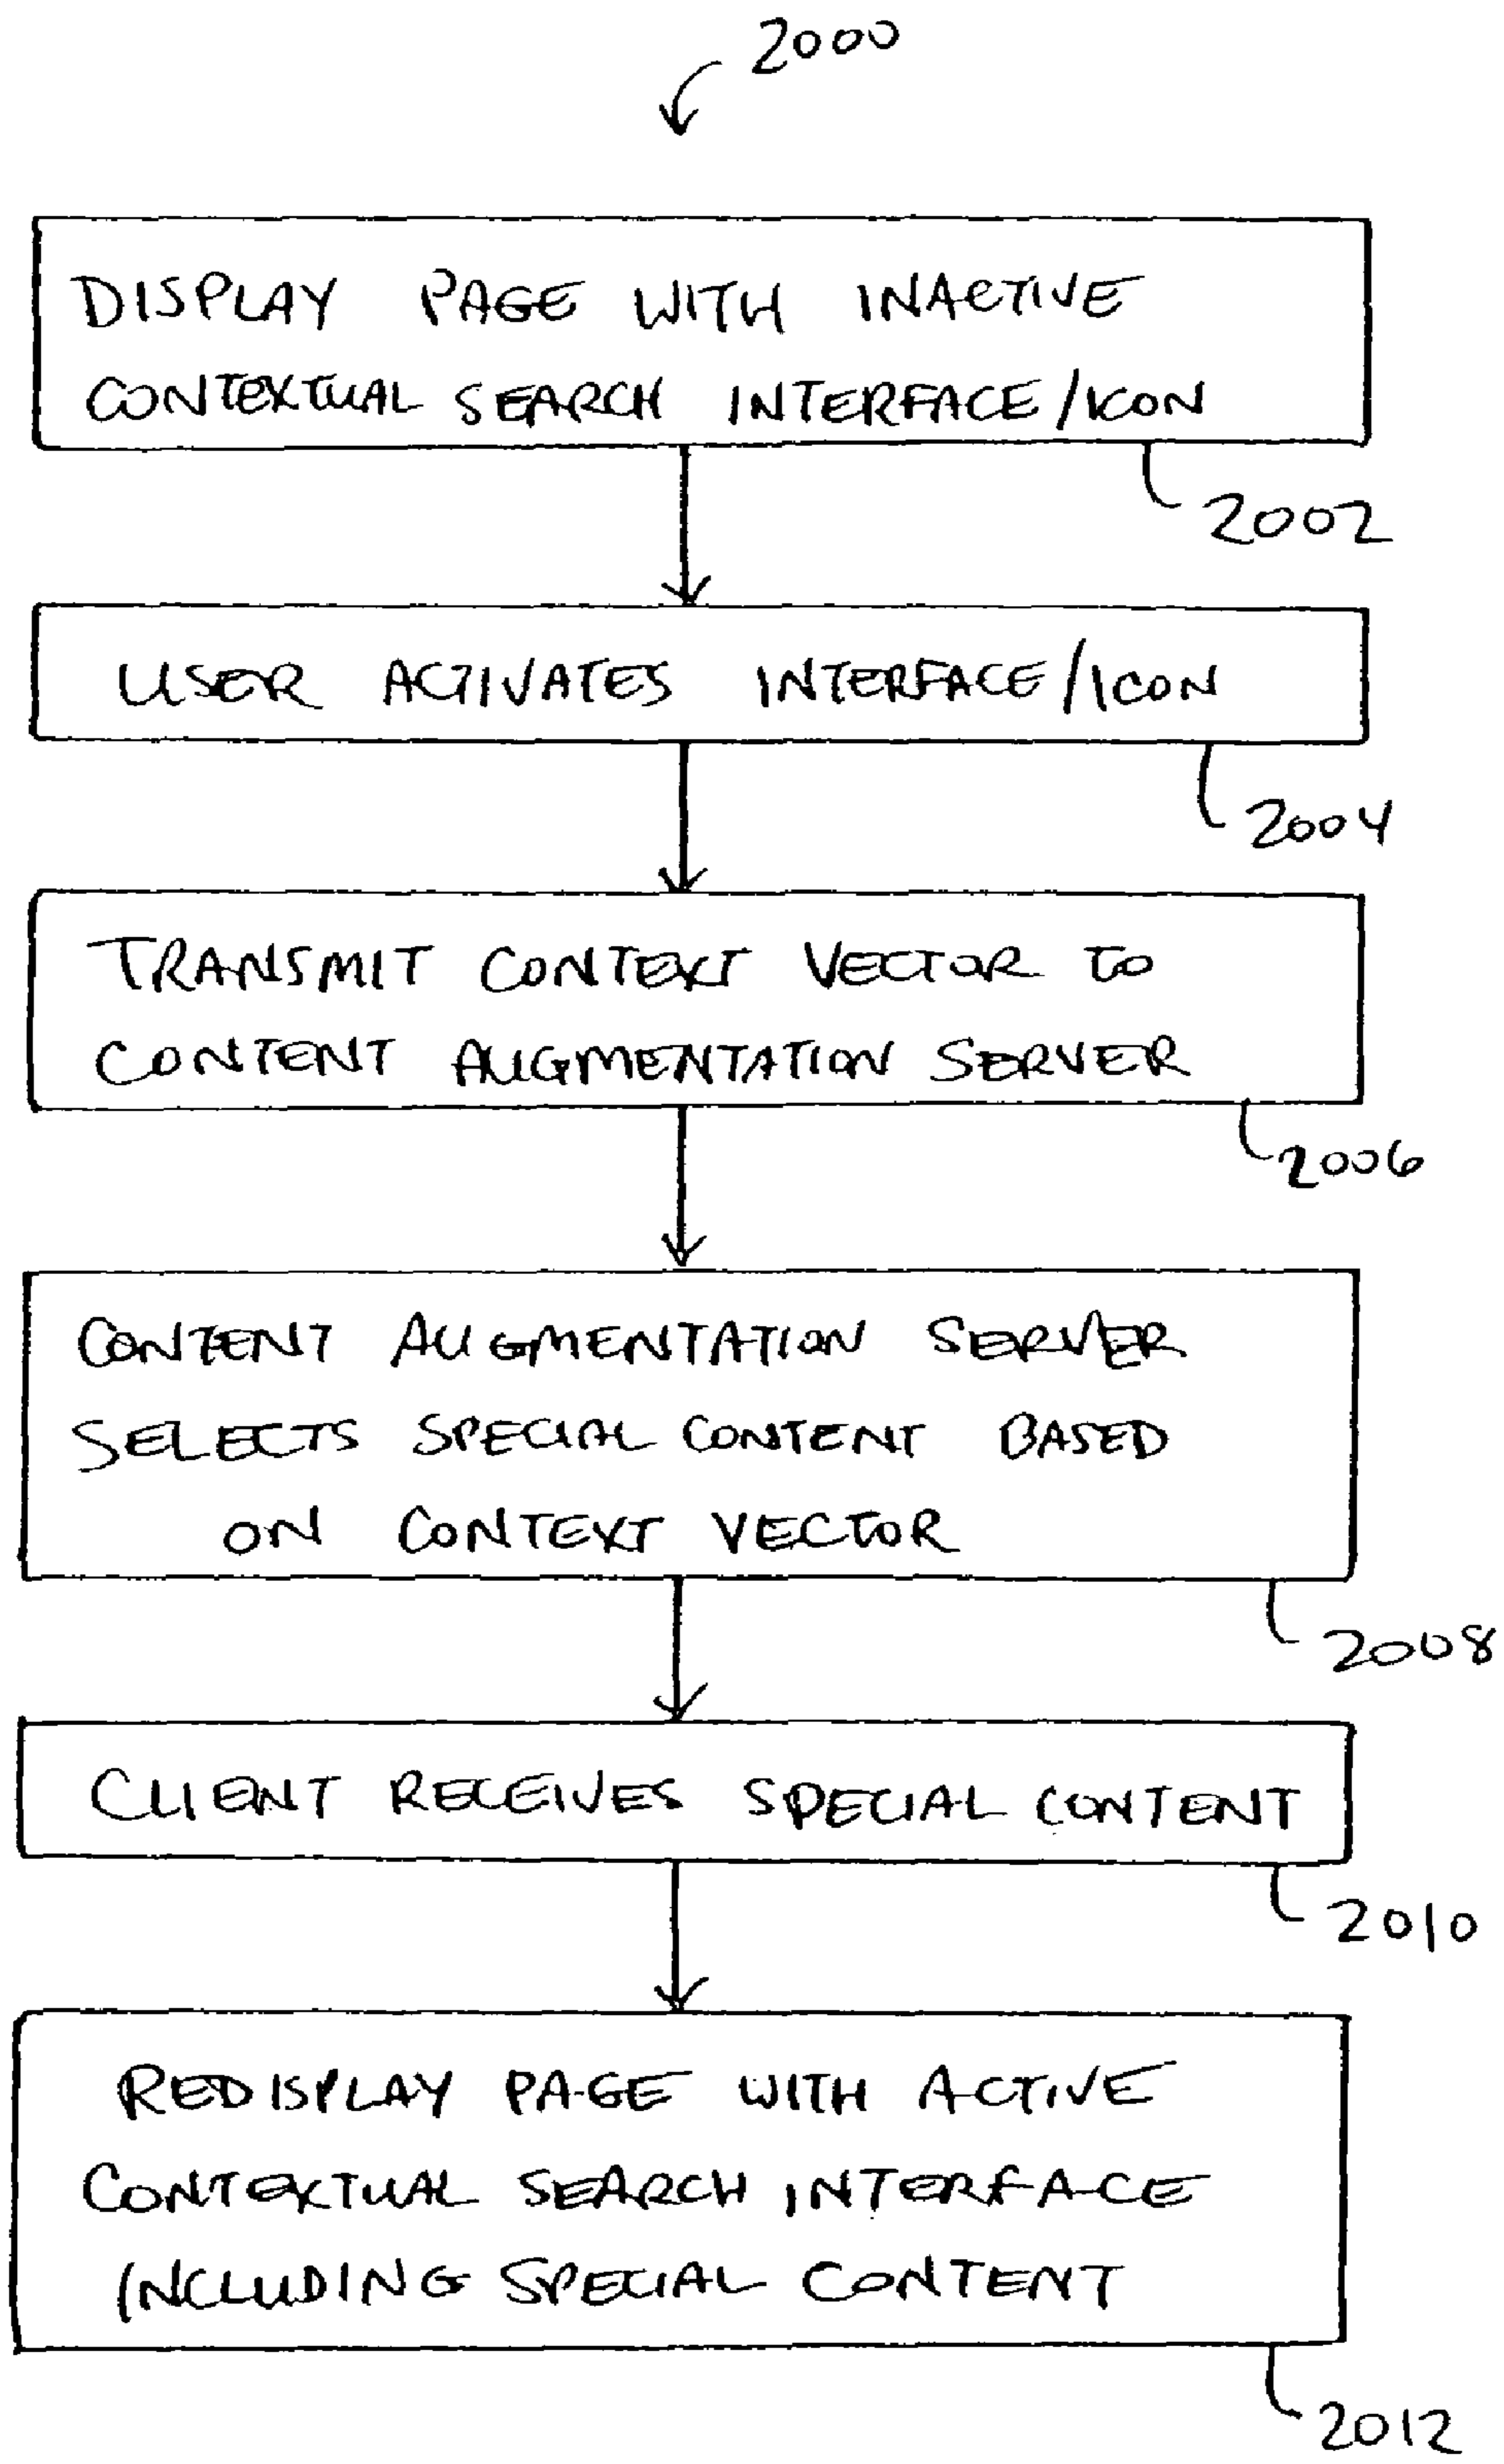 2000
DISPLAY PAGE WITH INACTIVE
CONTEXTUAL SEARCH INTERFACE/ICON
2002
USER ACTIVATES INTERFACE/ICON
2004
TRANSMIT CONTEXT VECTOR TO
CONTENT AUGMENTATION SERVER
2006
CONTENT AUGMENTATION SERVER
SELECTS SPECIAL CONTENT BASED
ON CONTEXT VECTOR
2008
CLIENT RECEIVES SPECIAL CONTENT
2010
REDISPLAY PAGE WITH ACTIVE
CONTEXTUAL SEARCH INTERFACE
INCLUDING SPECIAL CONTENT
2012